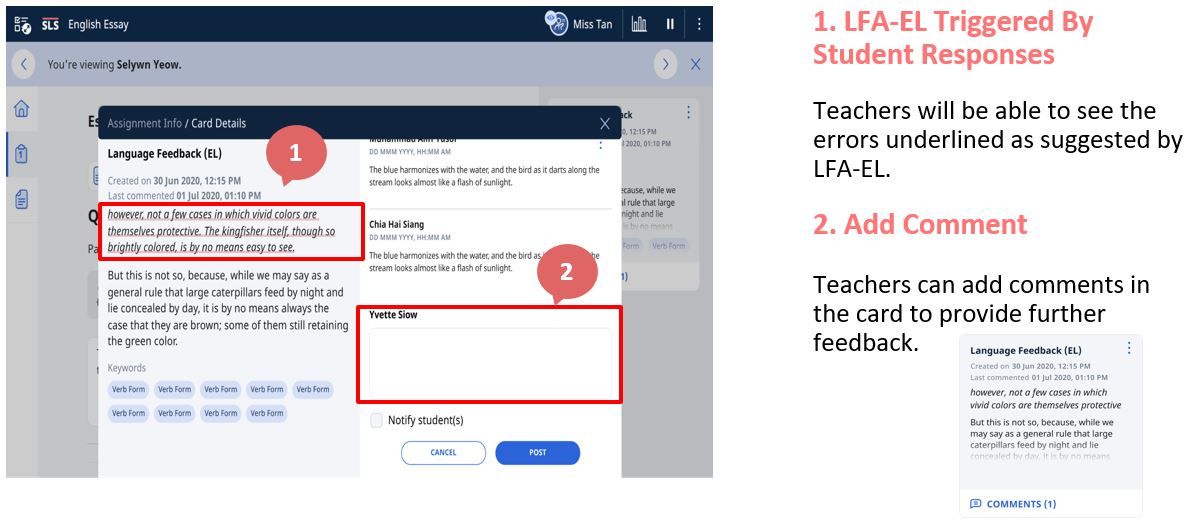 SLS English Essay
Miss Tan
You're viewing Selywn Yeow.
Assignment Info / Card Details
Language Feedback (EL)
Created on 30 Jun 2020, 12:15 PM
Last commented 01 Jul 2020, 01:10 PM
however, not a few cases in which vivid colors are
themselves protective. The kingfisher itself, though so
brightly colored, is by no means easy to see.
But this is not so, because, while we may say as a
general rule that large caterpillars feed by night and
lie concealed by day, it is by no means always the
case that they are brown; some of them still retaining
the green color.
Keywords
Verb Form Verb Form Verb Form Verb Form Verb Form
Verb Form Verb Form Verb Form Verb Form
1
DD MMM YYYY, HH:MM AM
The blue harmonizes with the water, and the bird as it darts along the
stream looks almost like a flash of sunlight.
Chia Hai Siang
DD MMM YYYY, HH:MM AM
The blue harmonizes with the water, and the bird as
stream looks almost like a flash of sunlight.
2
Yvette Siow
Notify student(s)
CANCEL POST
12:15 PM
2020, 01:10 PM
ecause, while we
ral rule that large
night and lie
is by no means
Verb Form
1. LFA-EL Triggered By
Student Responses
Teachers will be able to see the
errors underlined as suggested by
LFA-EL.
2. Add Comment
Teachers can add comments in
the card to provide further
feedback.
Language Feedback (EL)
Created on 30 Jun 2020, 12:15 PM
Last commented 01 Jul 2020, 01:10 PM
however, not a few cases in which
vivid colors are themselves protective
But this is not so, because, while we
may say as a general rule that large
caterpillars feed by night and lie
concealed by day, it is by no means
COMMENTS (1)